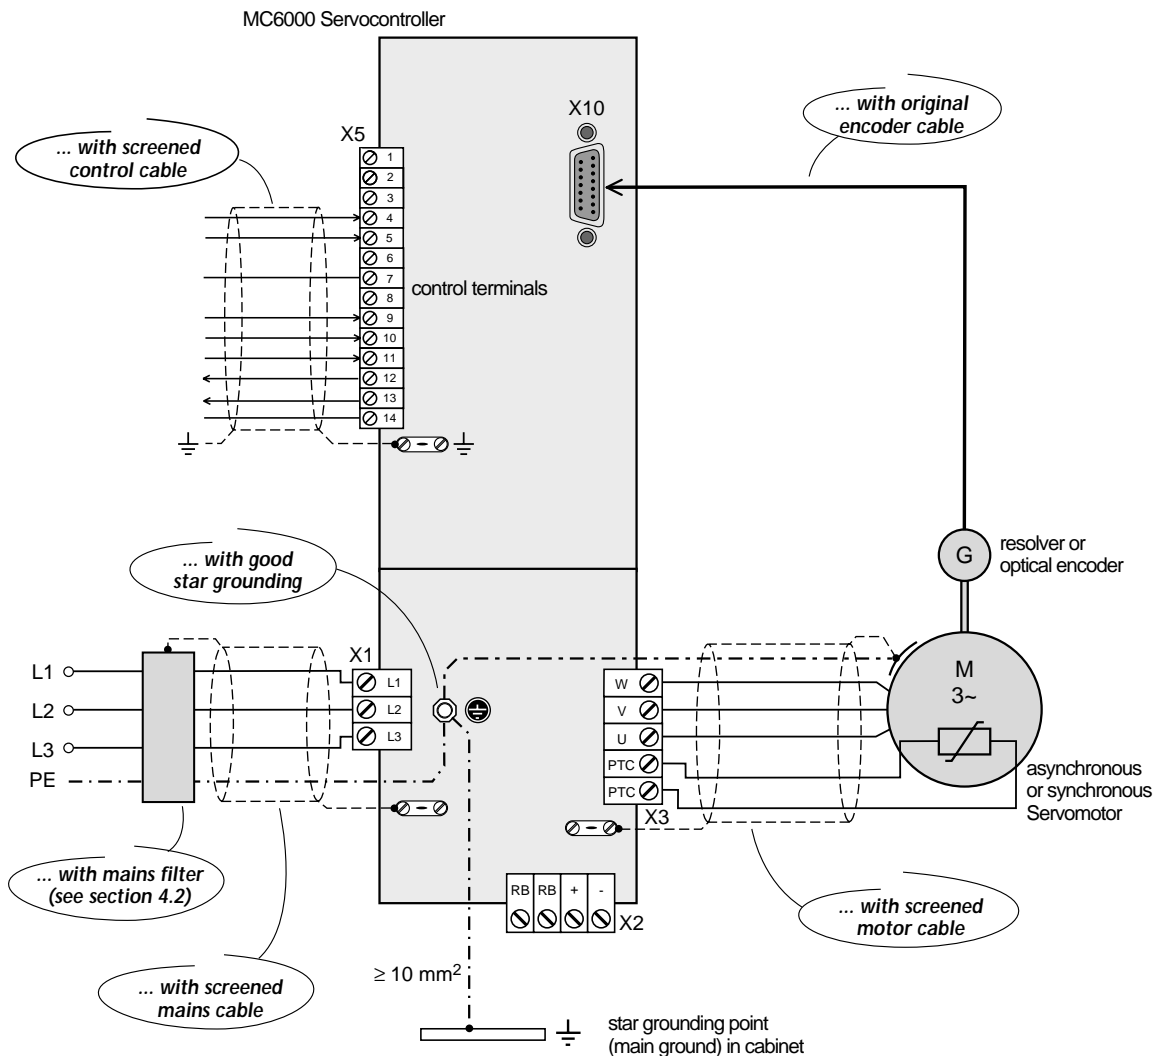 MC6000 Servocontroller
X10
... with original
encoder cable
X5
... with screened
control cable
1
2
3
4
5
6
7
8
9
10
11
12
13
14
control terminals
G
resolver or
optical encoder
... with good
star grounding
X1
L1
L2
L3
PE
L1
L2
L3
W
V
U
PTC
PTC
X3
M
3~
asynchronous
or synchronous
Servomotor
... with mains filter
(see section 4.2)
RB RB + -
X2
... with screened
motor cable
... with screened
mains cable
≥ 10 mm²
star grounding point
(main ground) in cabinet